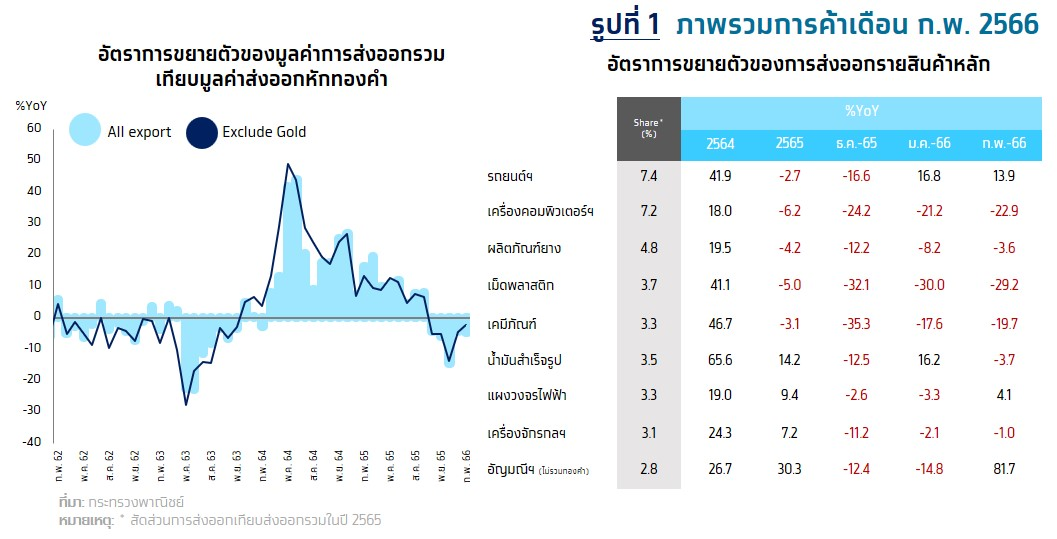 รูปที่ 1 ภาพรวมการค้าเดือน ก.พ. 2566
อัตราการขยายตัวของมูลค่าการส่งออกรวม
เทียบมูลค่าส่งออกหักทองคำ
%YoY
All export
Exclude Gold
60
50
40
30
20
10
0
-10
-20
-30
-40
ก.พ. 62
พ.ค. 62
ส.ค. 62
พ.ย. 62
ก.พ. 63
พ.ค. 63
ส.ค. 63
พ.ย. 63
ก.พ. 64
พ.ค. 64
ส.ค. 64
พ.ย. 64
ก.พ. 65
พ.ค. 65
ส.ค. 65
พ.ย. 65
ก.พ. 66
ที่มา: กระทรวงพาณิชย์
หมายเหตุ: * สัดส่วนการส่งออกเทียบส่งออกรวมในปี 2565
อัตราการขยายตัวของการส่งออกรายสินค้าหลัก
Share* (%) %YoY
2564 2565 ธ.ค.-65 ม.ค.-66 ก.พ.-66
รถยนต์ฯ 7.4 41.9 -2.7 -16.6 16.8 13.9
เครื่องคอมพิวเตอร์ฯ 7.2 18.0 -6.2 -24.2 -21.2 -22.9
ผลิตภัณฑ์ยาง 4.8 19.5 -4.2 -12.2 -8.2 -3.6
เม็ดพลาสติก 3.7 41.1 -5.0 -32.1 -30.0 -29.2
เคมีภัณฑ์ 3.3 46.7 -3.1 -35.3 -17.6 -19.7
น้ำมันสำเร็จรูป 3.5 65.6 14.2 -12.5 16.2 -3.7
แผงวงจรไฟฟ้า 3.3 19.0 9.4 -2.6 -3.3 4.1
เครื่องจักรกลฯ 3.1 24.3 7.2 -11.2 -2.1 -1.0
อัญมณีฯ (ไม่รวมทองคำ) 2.8 26.7 30.3 -12.4 -14.8 81.7